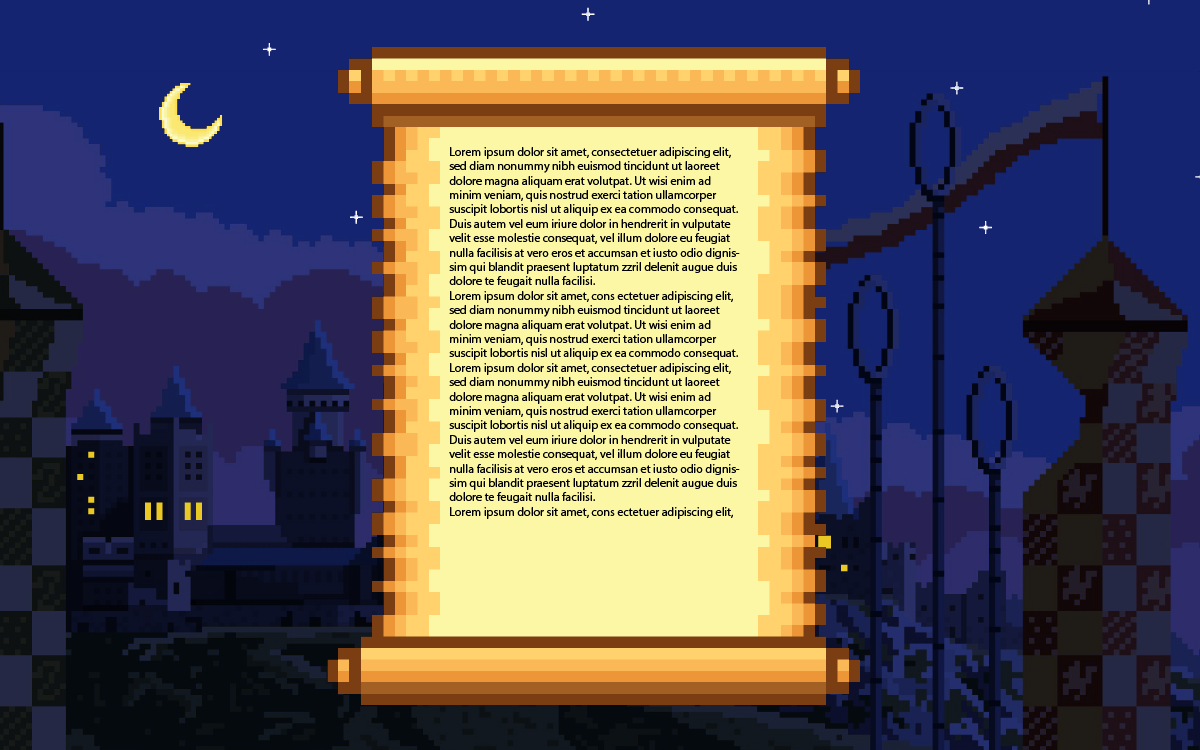 Lorem ipsum dolor sit amet, consectetuer adipiscing elit,
sed diam nonummy nibh euismod tincidunt ut laoreet
dolore magna aliquam erat volutpat. Ut wisi enim ad
minim veniam, quis nostrud exerci tation ullamcorper
suscipit lobortis nisl ut aliquip ex ea commodo consequat.
Duis autem vel eum iriure dolor in hendrerit in vulputate
velit esse molestie consequat, vel illum dolore eu feugiat
nulla facilisis at vero eros et accumsan et iusto odio dignis-
sim qui blandit praesent luptatum zzril delenit augue duis
dolore te feugait nulla facilisi.
Lorem ipsum dolor sit amet, cons ectetuer adipiscing elit,
sed diam nonummy nibh euismod tincidunt ut laoreet
dolore magna aliquam erat volutpat. Ut wisi enim ad
minim veniam, quis nostrud exerci tation ullamcorper
suscipit lobortis nisl ut aliquip ex ea commodo consequat.
Lorem ipsum dolor sit amet, consectetuer adipiscing elit,
sed diam nonummy nibh euismod tincidunt ut laoreet
dolore magna aliquam erat volutpat. Ut wisi enim ad
minim veniam, quis nostrud exerci tation ullamcorper
suscipit lobortis nisl ut aliquip ex ea commodo consequat.
Duis autem vel eum iriure dolor in hendrerit in vulputate
velit esse molestie consequat, vel illum dolore eu feugiat
nulla facilisis at vero eros et accumsan et iusto odio dignis-
sim qui blandit praesent luptatum zzril delenit augue duis
dolore te feugait nulla facilisi.
Lorem ipsum dolor sit amet, cons ectetuer adipiscing elit,